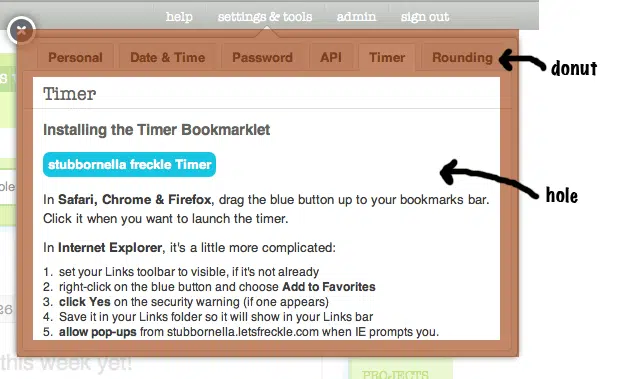 help settings & tools admin sign out
Personal Date & Time Password API Timer Rounding
donut
Timer
Installing the Timer Bookmarklet
stubbornella freckle Timer
hole
In Safari, Chrome & Firefox, drag the blue button up to your bookmarks bar.
Click it when you want to launch the timer.
In Internet Explorer, it's a little more complicated:
1. set your Links toolbar to visible, if it's not already
2. right-click on the blue button and choose Add to Favorites
3. click Yes on the security warning (if one appears)
4. Save it in your Links folder so it will show in your Links bar
5. allow pop-ups from stubbornella.letsfreckle.com when IE prompts you.
26
this week yet!
PROJECTS